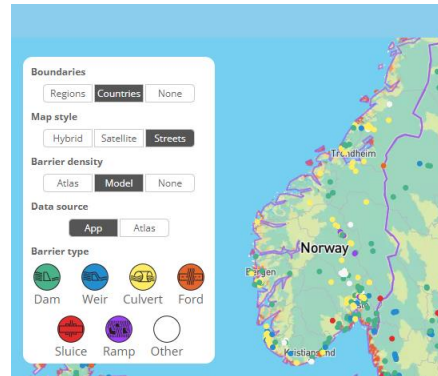 Boundaries
Regions Countries None
Map style
Hybrid Satellite Streets
Barrier density
Atlas Model None
Data source
App Atlas
Barrier type
Dam Weir Culvert Ford
Sluice Ramp Other
Trondheim
Norway
Bergen
Kristiansand